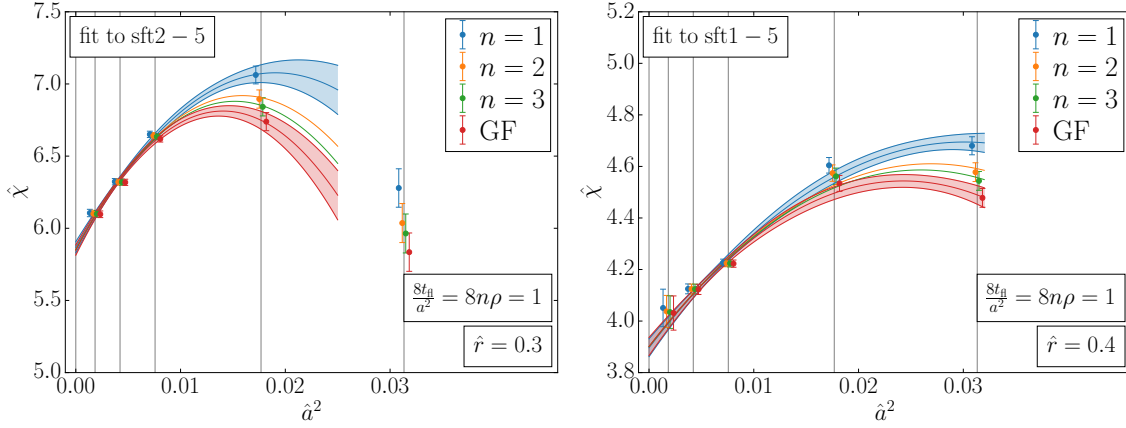 fit to sft2 − 5
n = 1
n = 2
n = 3
GF
8t_fl/a² = 8nρ = 1
r̂ = 0.3
χ̂
7.5
7.0
6.5
6.0
5.5
5.0
0.00 0.01 0.02 0.03
â²
fit to sft1 − 5
n = 1
n = 2
n = 3
GF
8t_fl/a² = 8nρ = 1
r̂ = 0.4
χ̂
5.2
5.0
4.8
4.6
4.4
4.2
4.0
3.8
0.00 0.01 0.02 0.03
â²